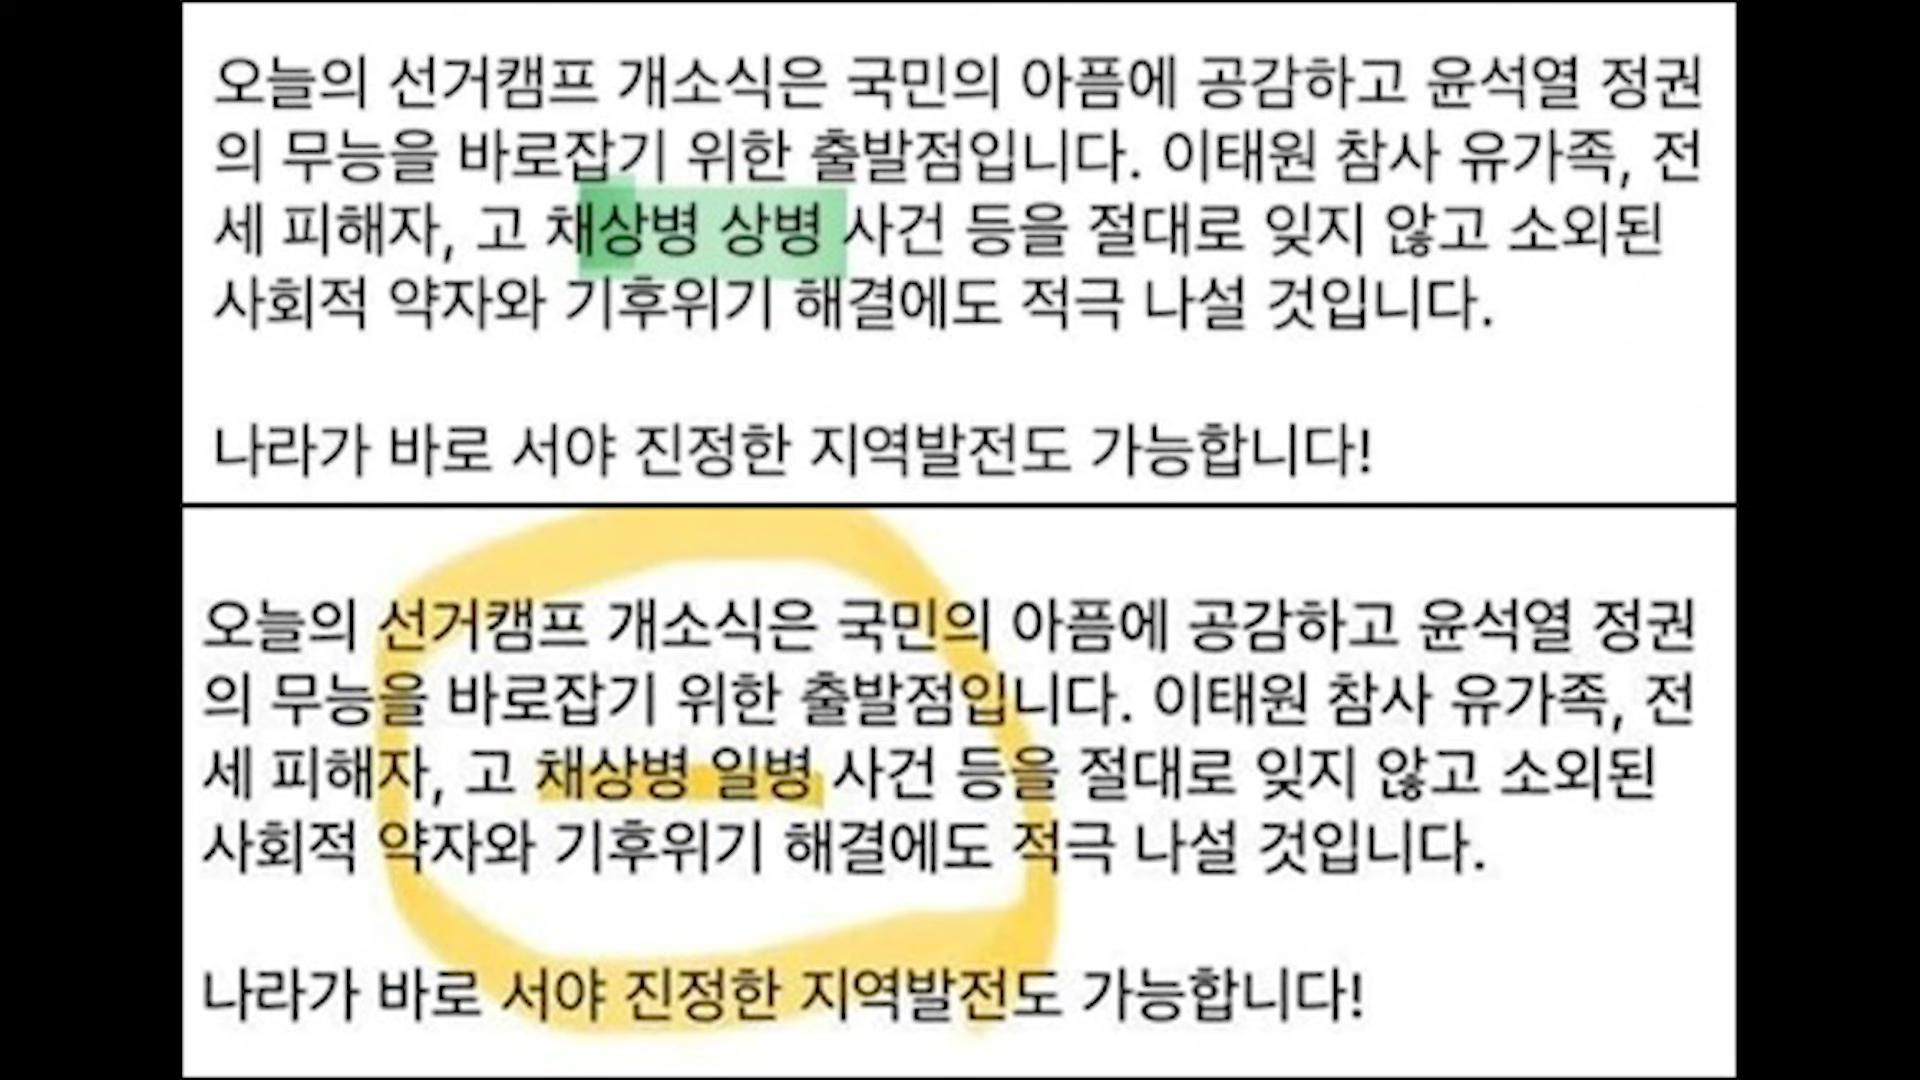 오늘의 선거캠프 개소식은 국민의 아픔에 공감하고 윤석열 정권
의 무능을 바로잡기 위한 출발점입니다. 이태원 참사 유가족, 전
세 피해자, 고 채상병 상병 사건 등을 절대로 잊지 않고 소외된
사회적 약자와 기후위기 해결에도 적극 나설 것입니다.
나라가 바로 서야 진정한 지역발전도 가능합니다!
오늘의 선거캠프 개소식은 국민의 아픔에 공감하고 윤석열 정권
의 무능을 바로잡기 위한 출발점입니다. 이태원 참사 유가족, 전
세 피해자, 고 채상병 일병 사건 등을 절대로 잊지 않고 소외된
사회적 약자와 기후위기 해결에도 적극 나설 것입니다.
나라가 바로 서야 진정한 지역발전도 가능합니다!